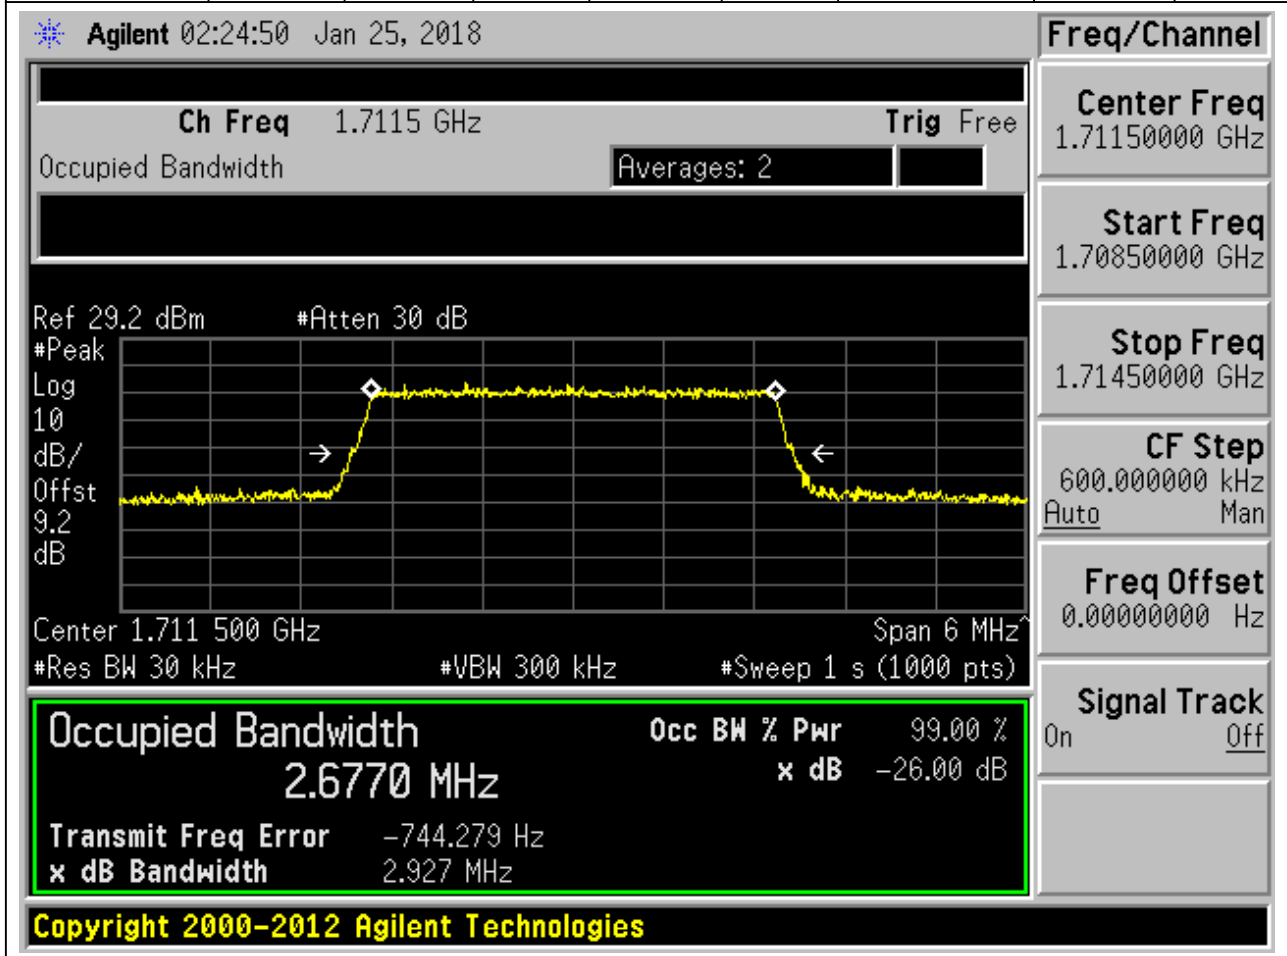 Agilent 02:24:50 Jan 25, 2018
Freq/Channel
Ch Freq 1.7115 GHz
Trig Free
Occupied Bandwidth
Averages: 2
Center Freq
1.71150000 GHz
Start Freq
1.70850000 GHz
Stop Freq
1.71450000 GHz
CF Step
600.000000 kHz
Auto Man
Freq Offset
0.00000000 Hz
Signal Track
On Off
Ref 29.2 dBm #Atten 30 dB
#Peak
Log
10
dB/
Offst
9.2
dB
Center 1.711 500 GHz Span 6 MHz^
#Res BW 30 kHz #VBW 300 kHz #Sweep 1 s (1000 pts)
Occupied Bandwidth
2.6770 MHz
Occ BW % Pwr 99.00 %
x dB -26.00 dB
Transmit Freq Error -744.279 Hz
x dB Bandwidth 2.927 MHz
Copyright 2000-2012 Agilent Technologies